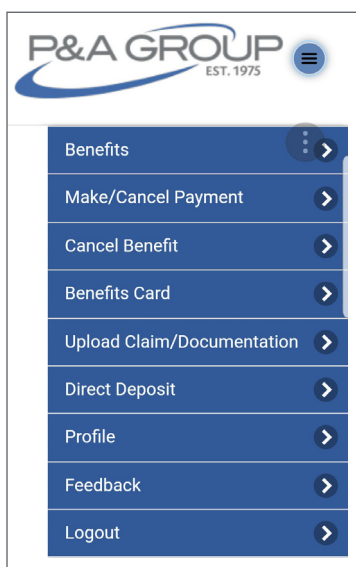 P&A GROUP
EST. 1975
Benefits
Make/Cancel Payment
Cancel Benefit
Benefits Card
Upload Claim/Documentation
Direct Deposit
Profile
Feedback
Logout